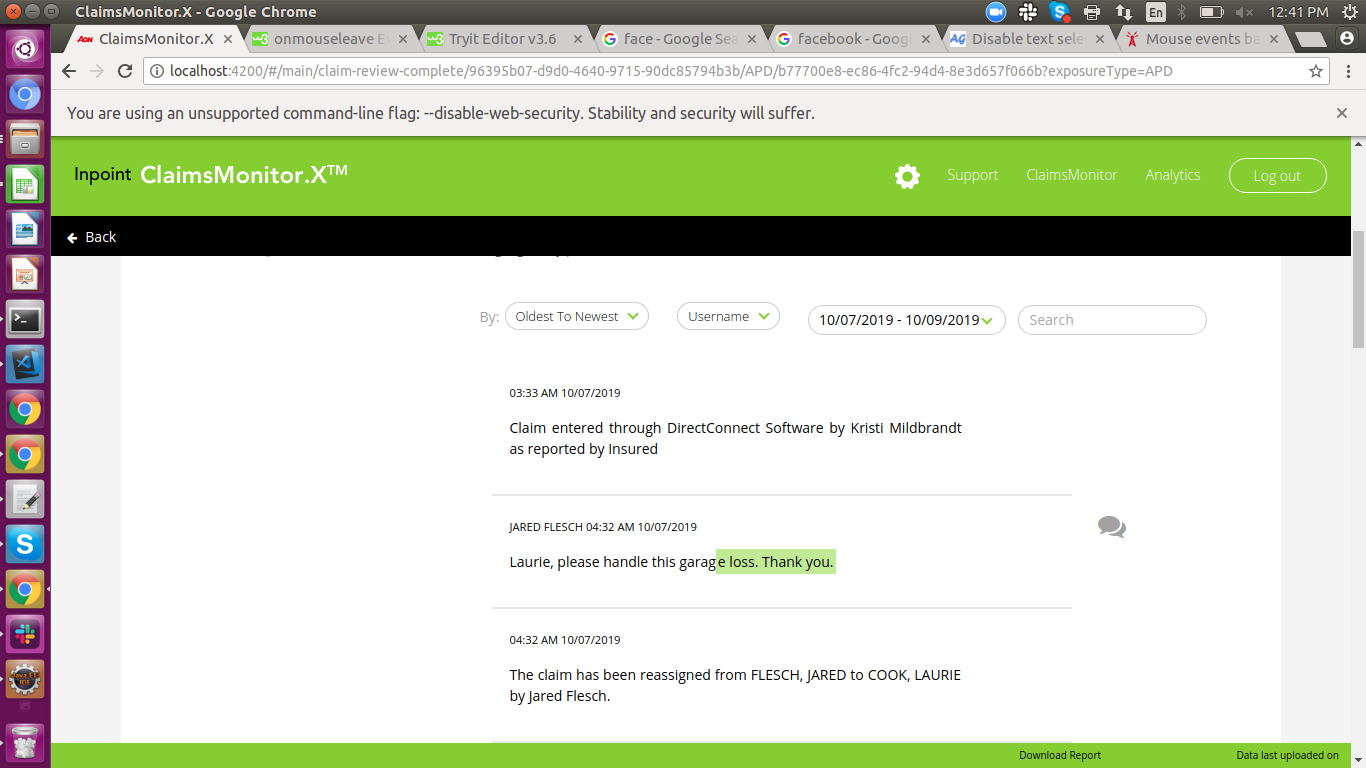 ClaimsMonitor.X - Google Chrome
En
12:41 PM
AON ClaimsMonitor.X
onmouseleave Ev
Tryit Editor v3.6
face - Google Sea
facebook - Googl
AG Disable text sele
Mouse events ba
localhost:4200/#/main/claim-review-complete/96395b07-d9d0-4640-9715-90dc85794b3b/APD/b77700e8-ec86-4fc2-94d4-8e3d657f066b?exposureType=APD
You are using an unsupported command-line flag: --disable-web-security. Stability and security will suffer.
Inpoint ClaimsMonitor.X™
Support
ClaimsMonitor
Analytics
Log out
Back
By:
Oldest To Newest
Username
10/07/2019 - 10/09/2019
Search
03:33 AM 10/07/2019
Claim entered through DirectConnect Software by Kristi Mildbrandt
as reported by Insured
JARED FLESCH 04:32 AM 10/07/2019
Laurie, please handle this garage loss. Thank you.
04:32 AM 10/07/2019
The claim has been reassigned from FLESCH, JARED to COOK, LAURIE
by Jared Flesch.
Download Report
Data last uploaded on